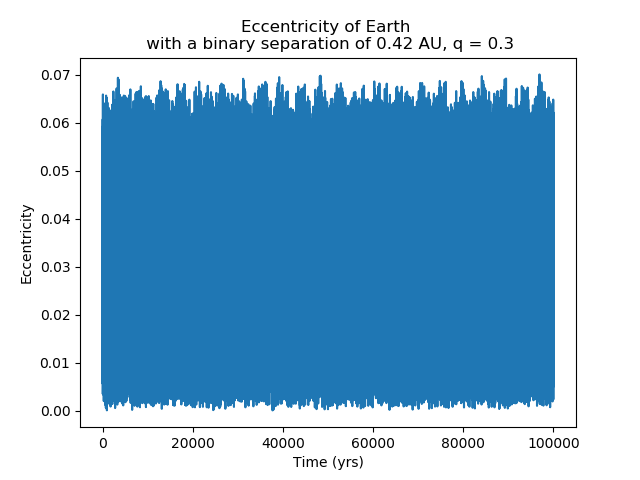 Eccentricity of Earth
with a binary separation of 0.42 AU, q = 0.3
Eccentricity
0.07
0.06
0.05
0.04
0.03
0.02
0.01
0.00
0 20000 40000 60000 80000 100000
Time (yrs)